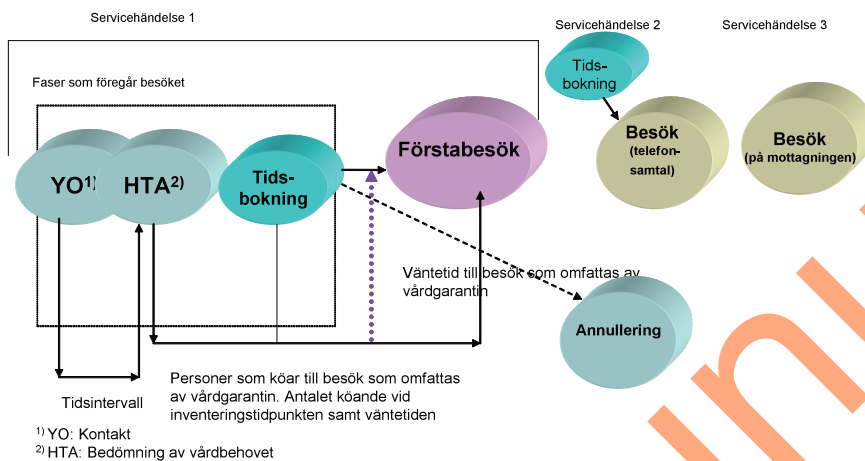 Servicehändelse 1
Servicehändelse 2
Servicehändelse 3
Faser som föregår besöket
YO1)
HTA2)
Tids-
bokning
Förstabesök
Tids-
bokning
Besök
(telefon-
samtal)
Besök
(på mottagningen)
Väntetid till besök som omfattas av
vårdgarantin
Annullering
Tidsintervall
Personer som köar till besök som omfattas
av vårdgarantin. Antalet köande vid
inventeringstidpunkten samt väntetiden
1) YO: Kontakt
2) HTA: Bedömning av vårdbehovet